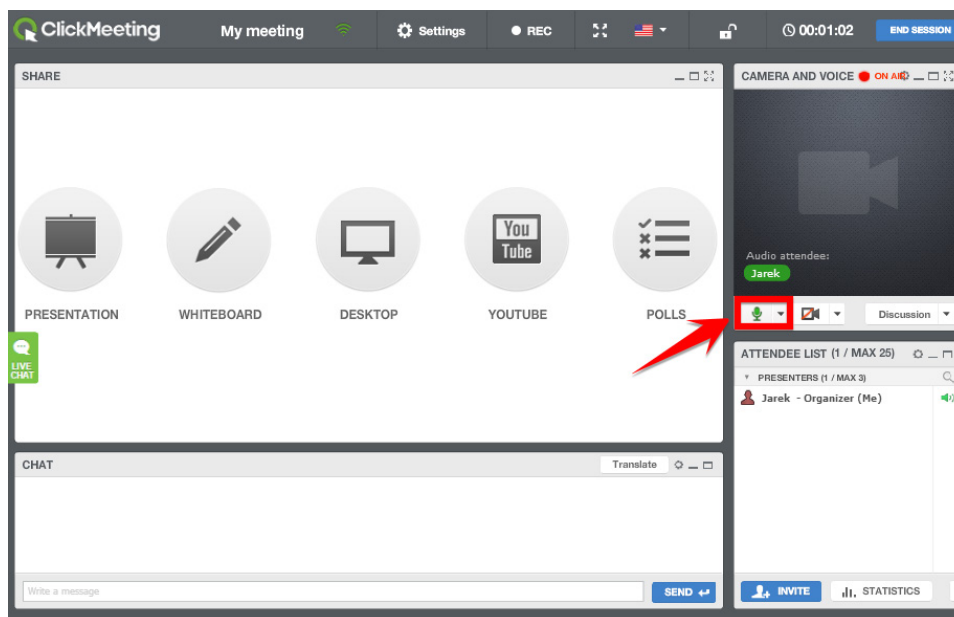 ClickMeeting My meeting Settings REC 00:01:02 END SESSION
SHARE
PRESENTATION WHITEBOARD DESKTOP YOUTUBE POLLS
You
Tube
LIVE
CHAT
CHAT Translate
Write a message SEND
CAMERA AND VOICE ON AIR
Audio attendee:
Jarek
Discussion
ATTENDEE LIST (1 / MAX 25)
PRESENTERS (1 / MAX 3)
Jarek - Organizer (Me)
INVITE STATISTICS